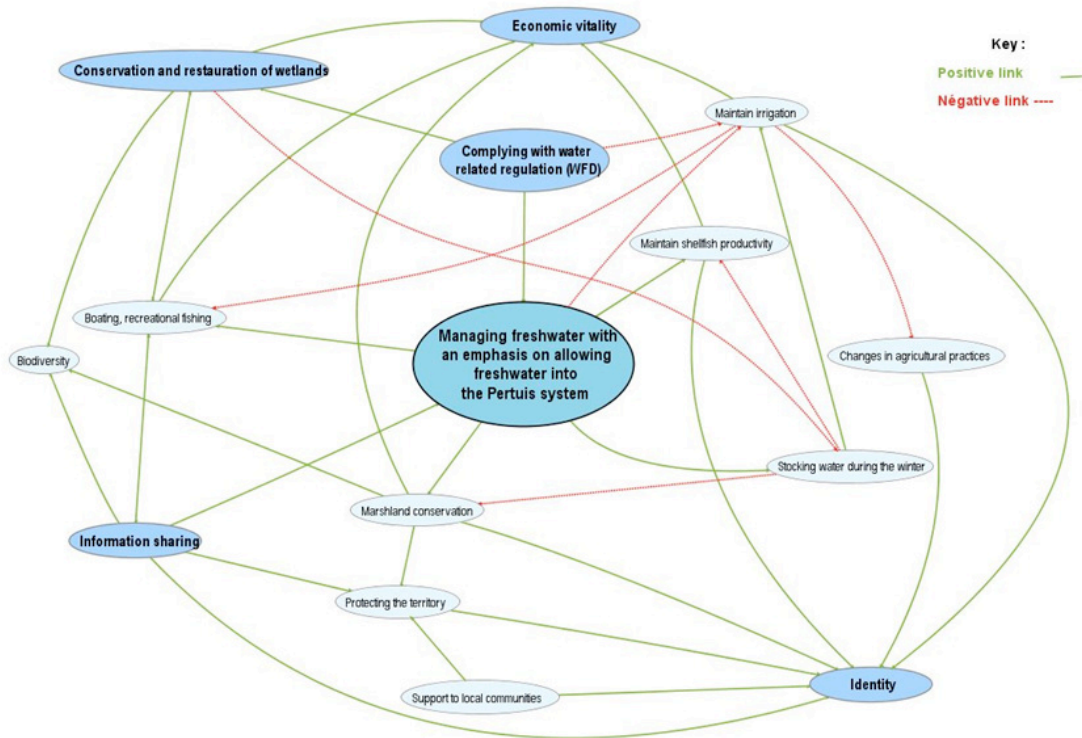 Economic vitality
Key :
Conservation and restauration of wetlands
Positive link
Négative link ----
Maintain irrigation
Complying with water
related regulation (WFD)
Maintain shellfish productivity
Boating, recreational fishing
Managing freshwater with
an emphasis on allowing
freshwater into
the Pertuis system
Biodiversity
Changes in agricultural practices
Stocking water during the winter
Marshland conservation
Information sharing
Protecting the territory
Identity
Support to local communities